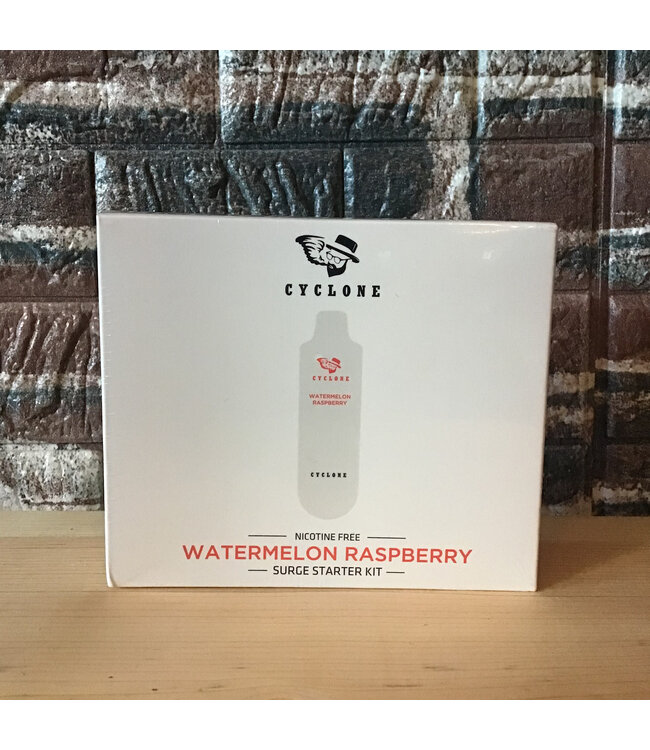 CYCLONE
CYCLONE
WATERMELON
RASPBERRY
CYCLONE
NICOTINE FREE
WATERMELON RASPBERRY
SURGE STARTER KIT